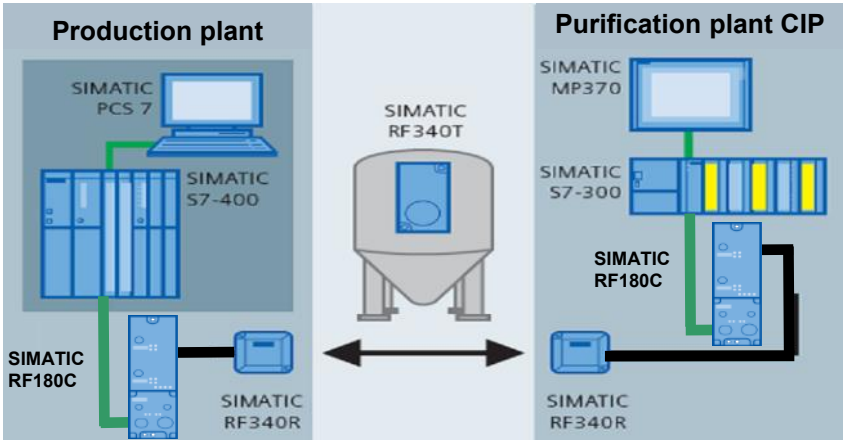 Production plant
SIMATIC
PCS 7
SIMATIC
S7-400
SIMATIC
RF180C
SIMATIC
RF340R
SIMATIC
RF340T
Purification plant CIP
SIMATIC
MP370
SIMATIC
S7-300
SIMATIC
RF180C
SIMATIC
RF340R